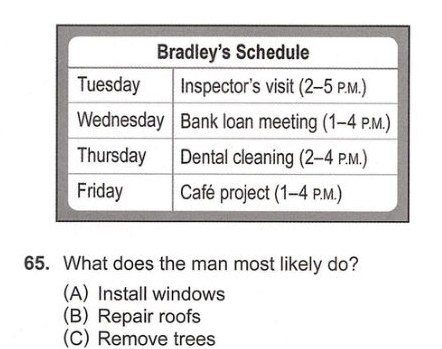 Bradley's Schedule
Tuesday Inspector's visit (2–5 P.M.)
Wednesday Bank loan meeting (1–4 P.M.)
Thursday Dental cleaning (2–4 P.M.)
Friday Café project (1–4 P.M.)
65. What does the man most likely do?
(A) Install windows
(B) Repair roofs
(C) Remove trees